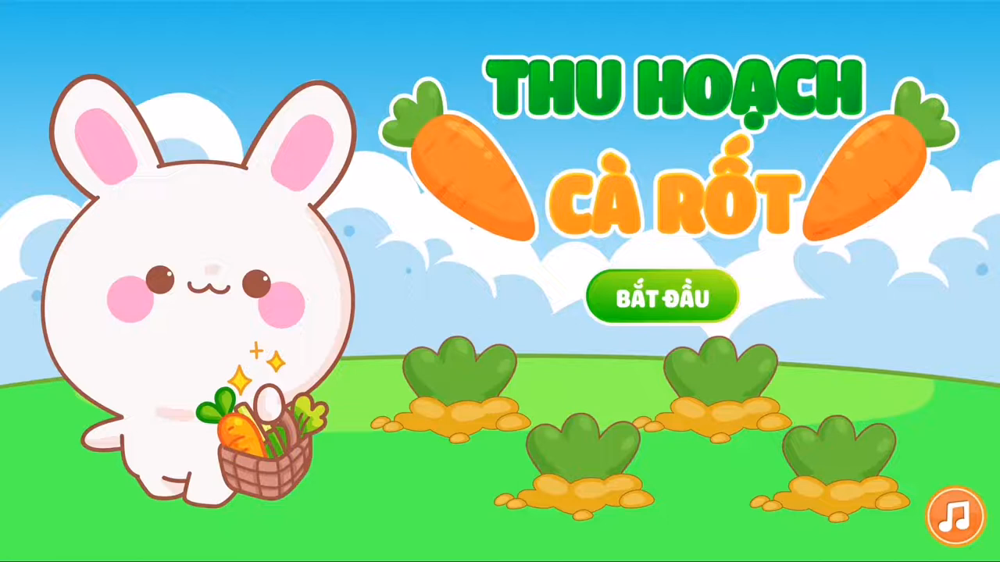 THU HOẠCH
CÀ RỐT
BẮT ĐẦU